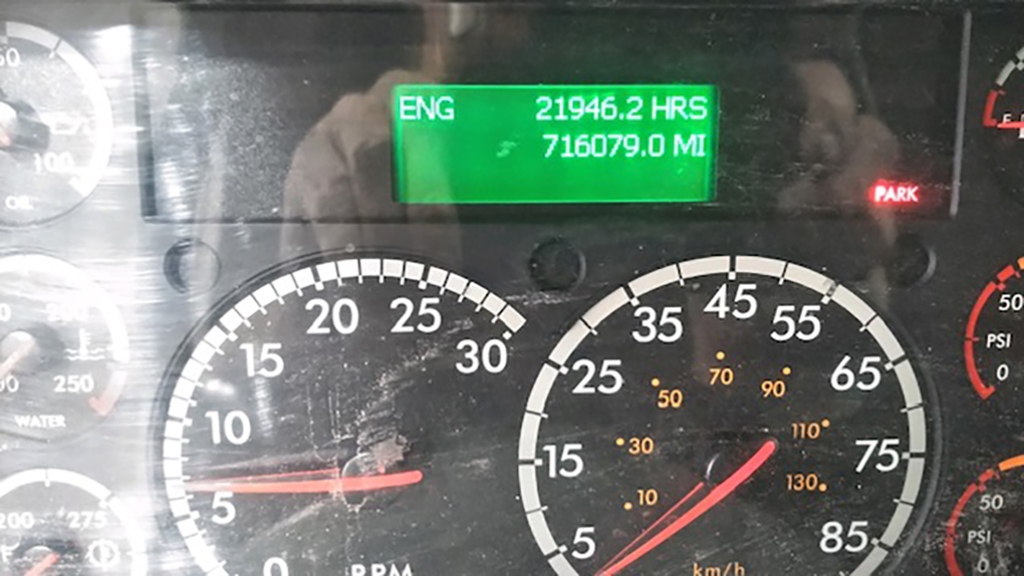 ENG 21946.2 HRS
716079.0 MI
PARK
100
OIL
250
WATER
200 275
0 5 10 15 20 25 30
RPM
5 15 25 35 45 55 65 75 85
10 30 50 70 90 110 130
km/h
50
PSI
0
50
PSI
0